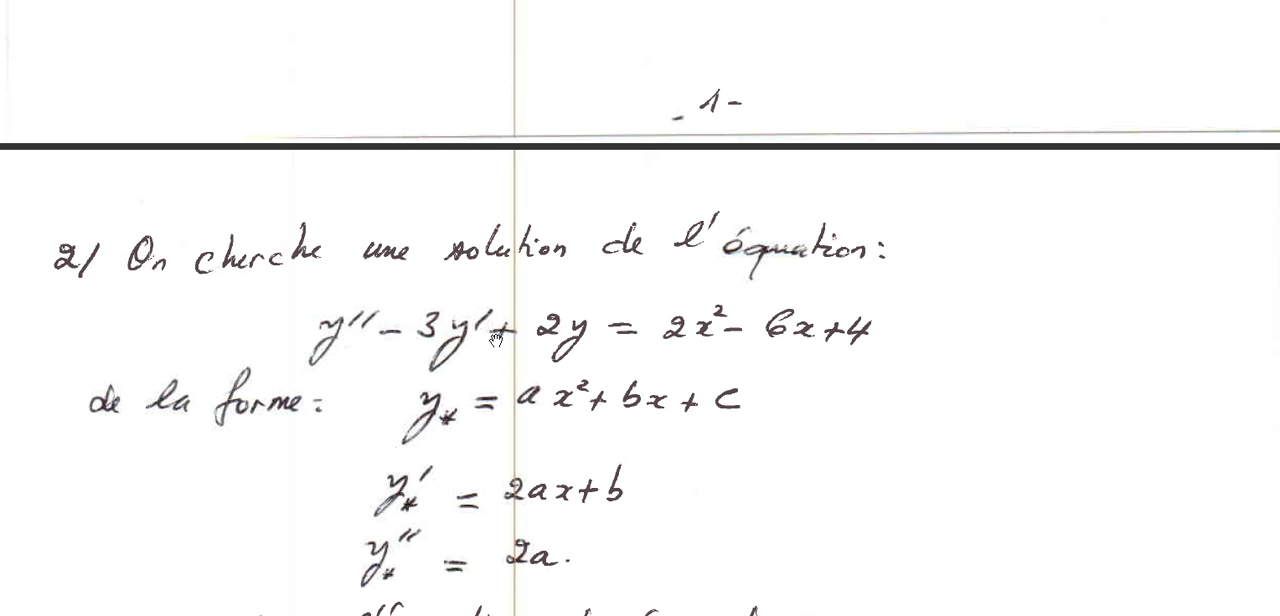 - 1 -
2/ On cherche une solution de l'équation:
y'' - 3y' + 2y = 2x² - 6x + 4
de la forme: y* = ax² + bx + c
y*' = 2ax + b
y*'' = 2a.